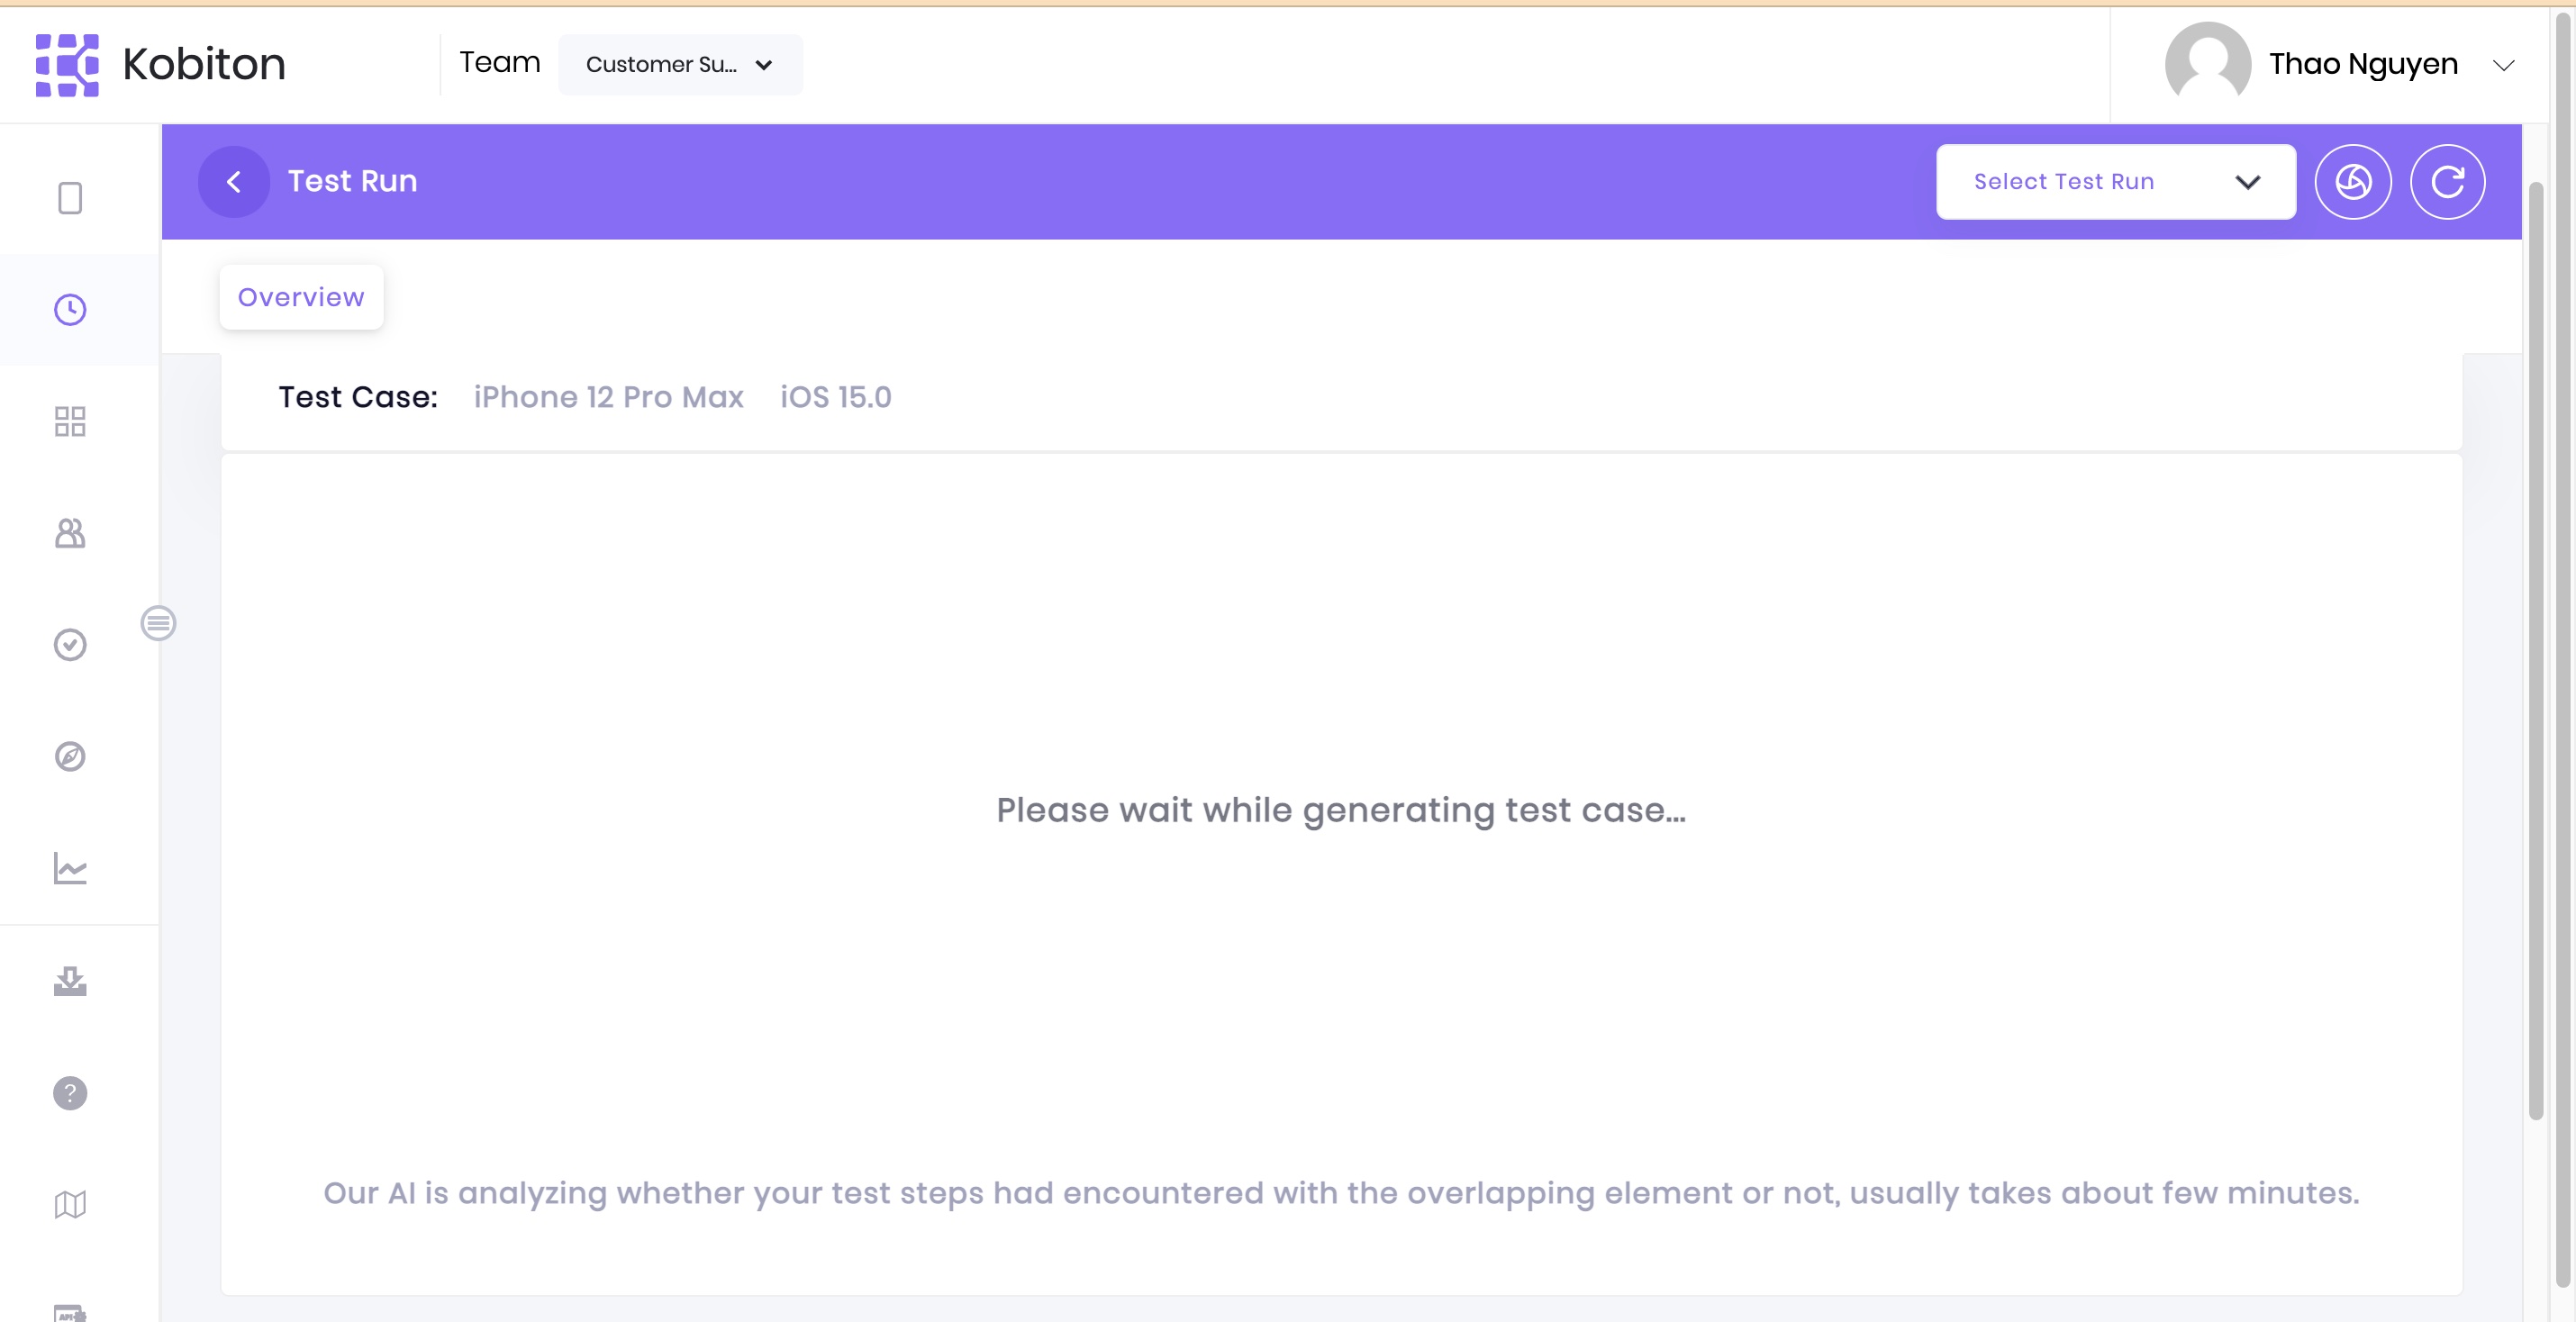 Kobiton
Team
Customer Su...
Thao Nguyen
Test Run
Select Test Run
Overview
Test Case: iPhone 12 Pro Max iOS 15.0
Please wait while generating test case...
Our AI is analyzing whether your test steps had encountered with the overlapping element or not, usually takes about few minutes.
?
API